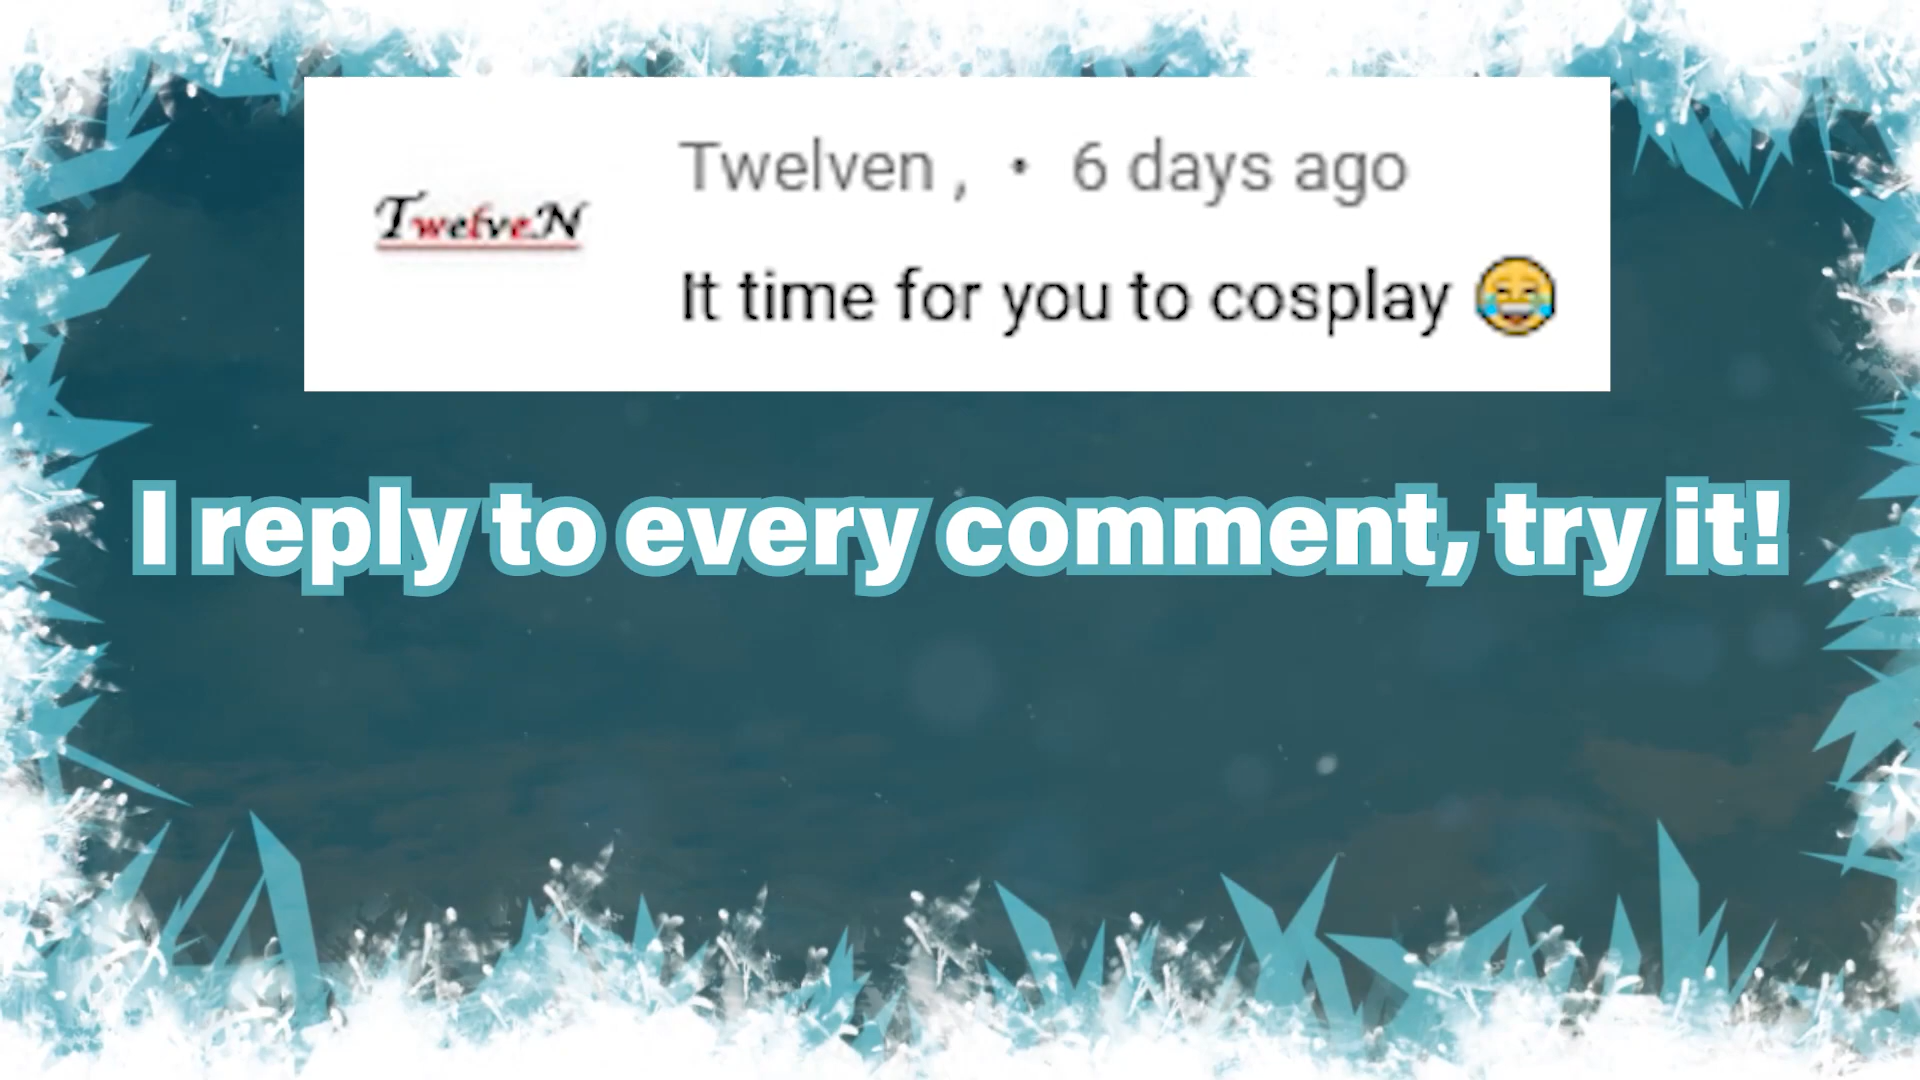 Twelven , • 6 days ago
TwelveN
It time for you to cosplay 😂
I reply to every comment, try it!